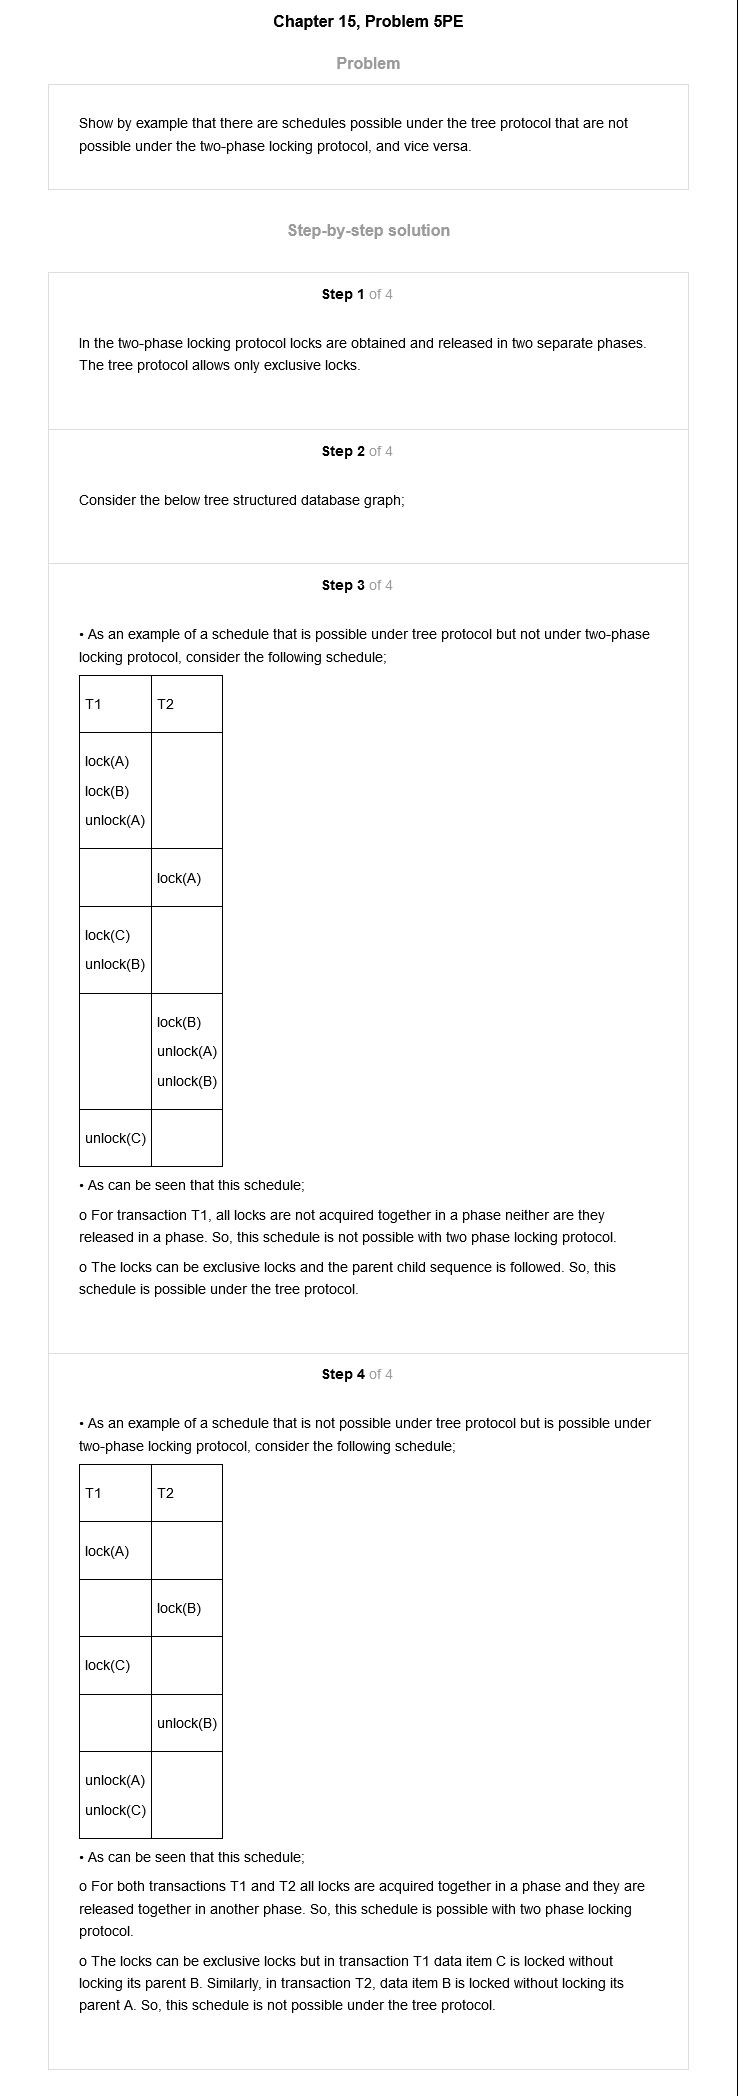 Chapter 15, Problem 5PE
Problem
Show by example that there are schedules possible under the tree protocol that are not
possible under the two-phase locking protocol, and vice versa.
Step-by-step solution
Step 1 of 4
In the two-phase locking protocol locks are obtained and released in two separate phases.
The tree protocol allows only exclusive locks.
Step 2 of 4
Consider the below tree structured database graph;
Step 3 of 4
• As an example of a schedule that is possible under tree protocol but not under two-phase
locking protocol, consider the following schedule;
T1 T2
lock(A)
lock(B)
unlock(A)
lock(A)
lock(C)
unlock(B)
lock(B)
unlock(A)
unlock(B)
unlock(C)
• As can be seen that this schedule;
o For transaction T1, all locks are not acquired together in a phase neither are they
released in a phase. So, this schedule is not possible with two phase locking protocol.
o The locks can be exclusive locks and the parent child sequence is followed. So, this
schedule is possible under the tree protocol.
Step 4 of 4
• As an example of a schedule that is not possible under tree protocol but is possible under
two-phase locking protocol, consider the following schedule;
T1 T2
lock(A)
lock(B)
lock(C)
unlock(B)
unlock(A)
unlock(C)
• As can be seen that this schedule;
o For both transactions T1 and T2 all locks are acquired together in a phase and they are
released together in another phase. So, this schedule is possible with two phase locking
protocol.
o The locks can be exclusive locks but in transaction T1 data item C is locked without
locking its parent B. Similarly, in transaction T2, data item B is locked without locking its
parent A. So, this schedule is not possible under the tree protocol.